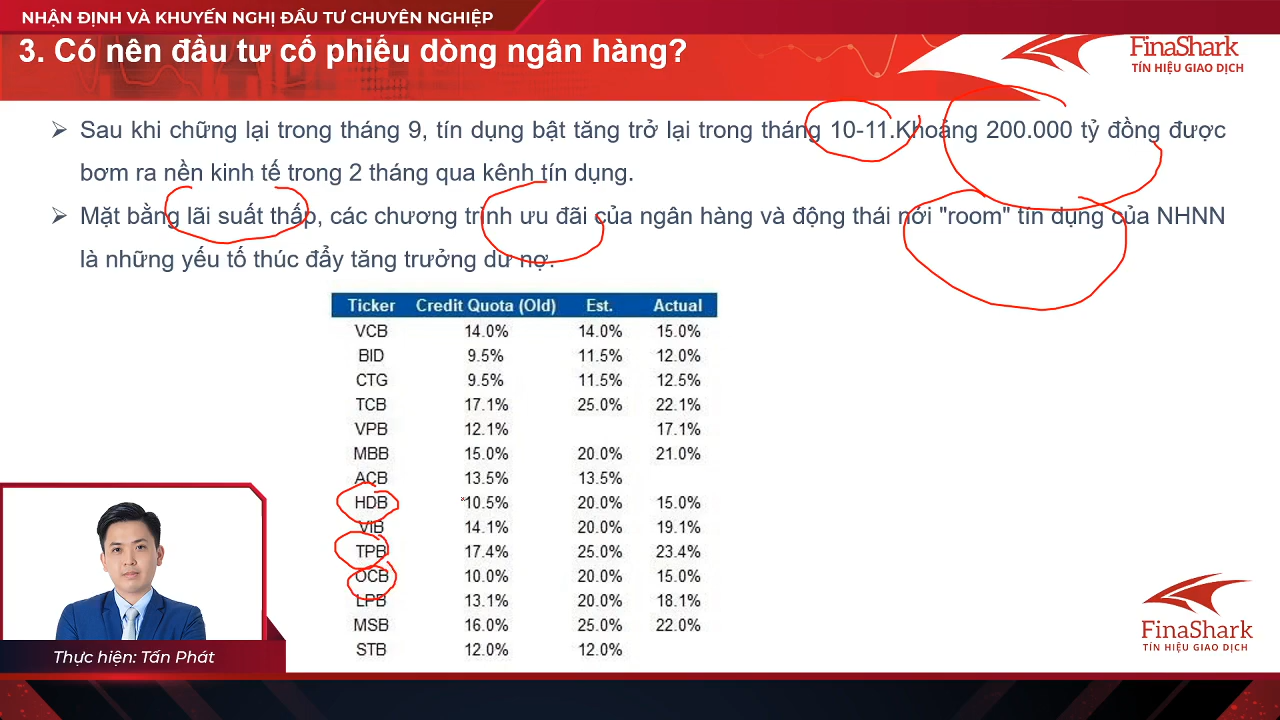 NHẬN ĐỊNH VÀ KHUYẾN NGHỊ ĐẦU TƯ CHUYÊN NGHIỆP
3. Có nên đầu tư cổ phiếu dòng ngân hàng?
FinaShark
TÍN HIỆU GIAO DỊCH
Sau khi chững lại trong tháng 9, tín dụng bật tăng trở lại trong tháng 10-11.Khoảng 200.000 tỷ đồng được
bơm ra nền kinh tế trong 2 tháng qua kênh tín dụng.
Mặt bằng lãi suất thấp, các chương trình ưu đãi của ngân hàng và động thái nới "room" tín dụng của NHNN
là những yếu tố thúc đẩy tăng trưởng dư nợ.
Ticker Credit Quota (Old) Est. Actual
VCB 14.0% 14.0% 15.0%
BID 9.5% 11.5% 12.0%
CTG 9.5% 11.5% 12.5%
TCB 17.1% 25.0% 22.1%
VPB 12.1% 17.1%
MBB 15.0% 20.0% 21.0%
ACB 13.5% 13.5%
HDB 10.5% 20.0% 15.0%
VIB 14.1% 20.0% 19.1%
TPB 17.4% 25.0% 23.4%
OCB 10.0% 20.0% 15.0%
LPB 13.1% 20.0% 18.1%
MSB 16.0% 25.0% 22.0%
STB 12.0% 12.0%
Thực hiện: Tấn Phát
FinaShark
TÍN HIỆU GIAO DỊCH